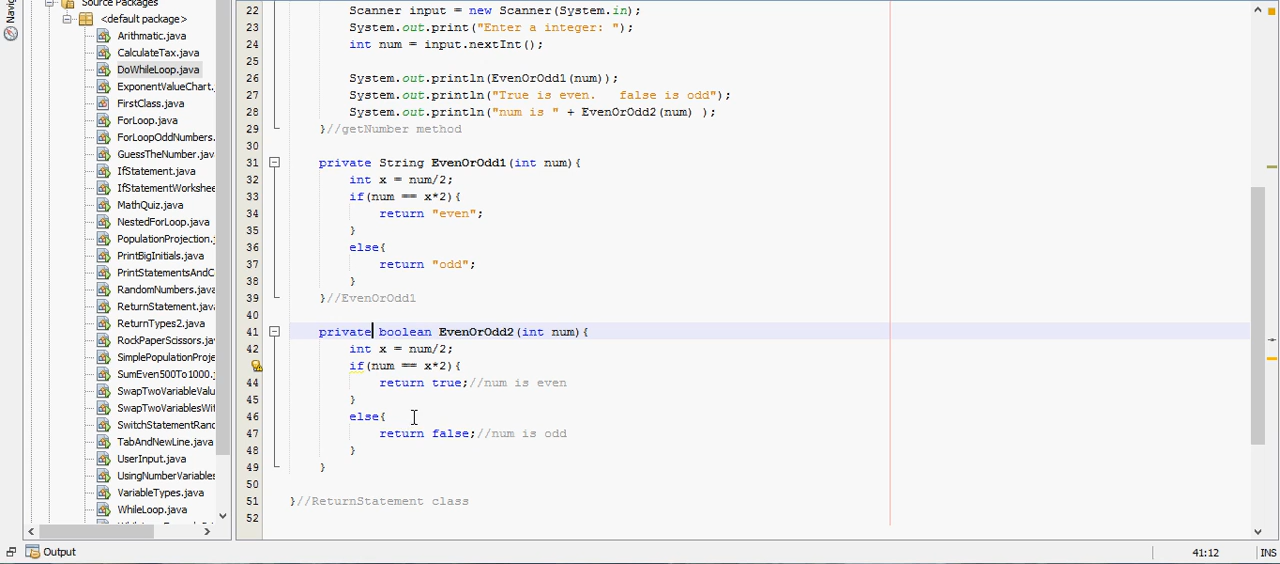 Navig
Source Packages
<default package>
Arithmatic.java
CalculateTax.java
DoWhileLoop.java
ExponentValueChart.
FirstClass.java
ForLoop.java
ForLoopOddNumbers.
GuessTheNumber.jav
IfStatement.java
IfStatementWorkshee
MathQuiz.java
NestedForLoop.java
PopulationProjection.j
PrintBigInitials.java
PrintStatementsAndC
RandomNumbers.java
ReturnStatement.java
ReturnTypes2.java
RockPaperScissors.java
SimplePopulationProje
SumEven500To1000.j
SwapTwoVariableValu
SwapTwoVariablesWit
SwitchStatementRand
TabAndNewLine.java
UserInput.java
UsingNumberVariables
VariableTypes.java
WhileLoop.java
22 Scanner input = new Scanner(System.in);
23 System.out.print("Enter a integer: ");
24 int num = input.nextInt();
25
26 System.out.println(EvenOrOdd1(num));
27 System.out.println("True is even.   false is odd");
28 System.out.println("num is " + EvenOrOdd2(num) );
29 }//getNumber method
30
31 private String EvenOrOdd1(int num){
32 int x = num/2;
33 if(num == x*2){
34 return "even";
35 }
36 else{
37 return "odd";
38 }
39 }//EvenOrOdd1
40
41 private boolean EvenOrOdd2(int num){
42 int x = num/2;
if(num == x*2){
44 return true;//num is even
45 }
46 else{
47 return false;//num is odd
48 }
49 }
50
51 }//ReturnStatement class
52
Output
41:12
INS